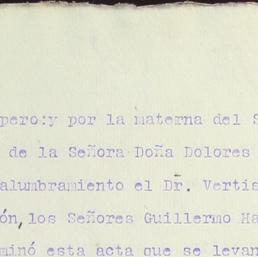 pero:y por la materna del S
de la Señora Doña Dolores
alumbramiento el Dr. Vertis
ón, los Señores Guillermo Ha
minó esta acta que se levan